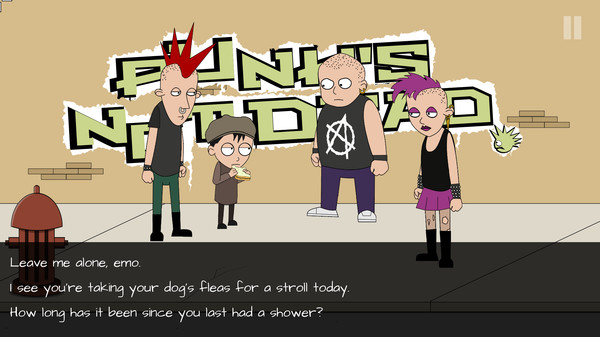 PUNK'S
NOT DEAD
Leave me alone, emo.
I see you're taking your dog's fleas for a stroll today.
How long has it been since you last had a shower?